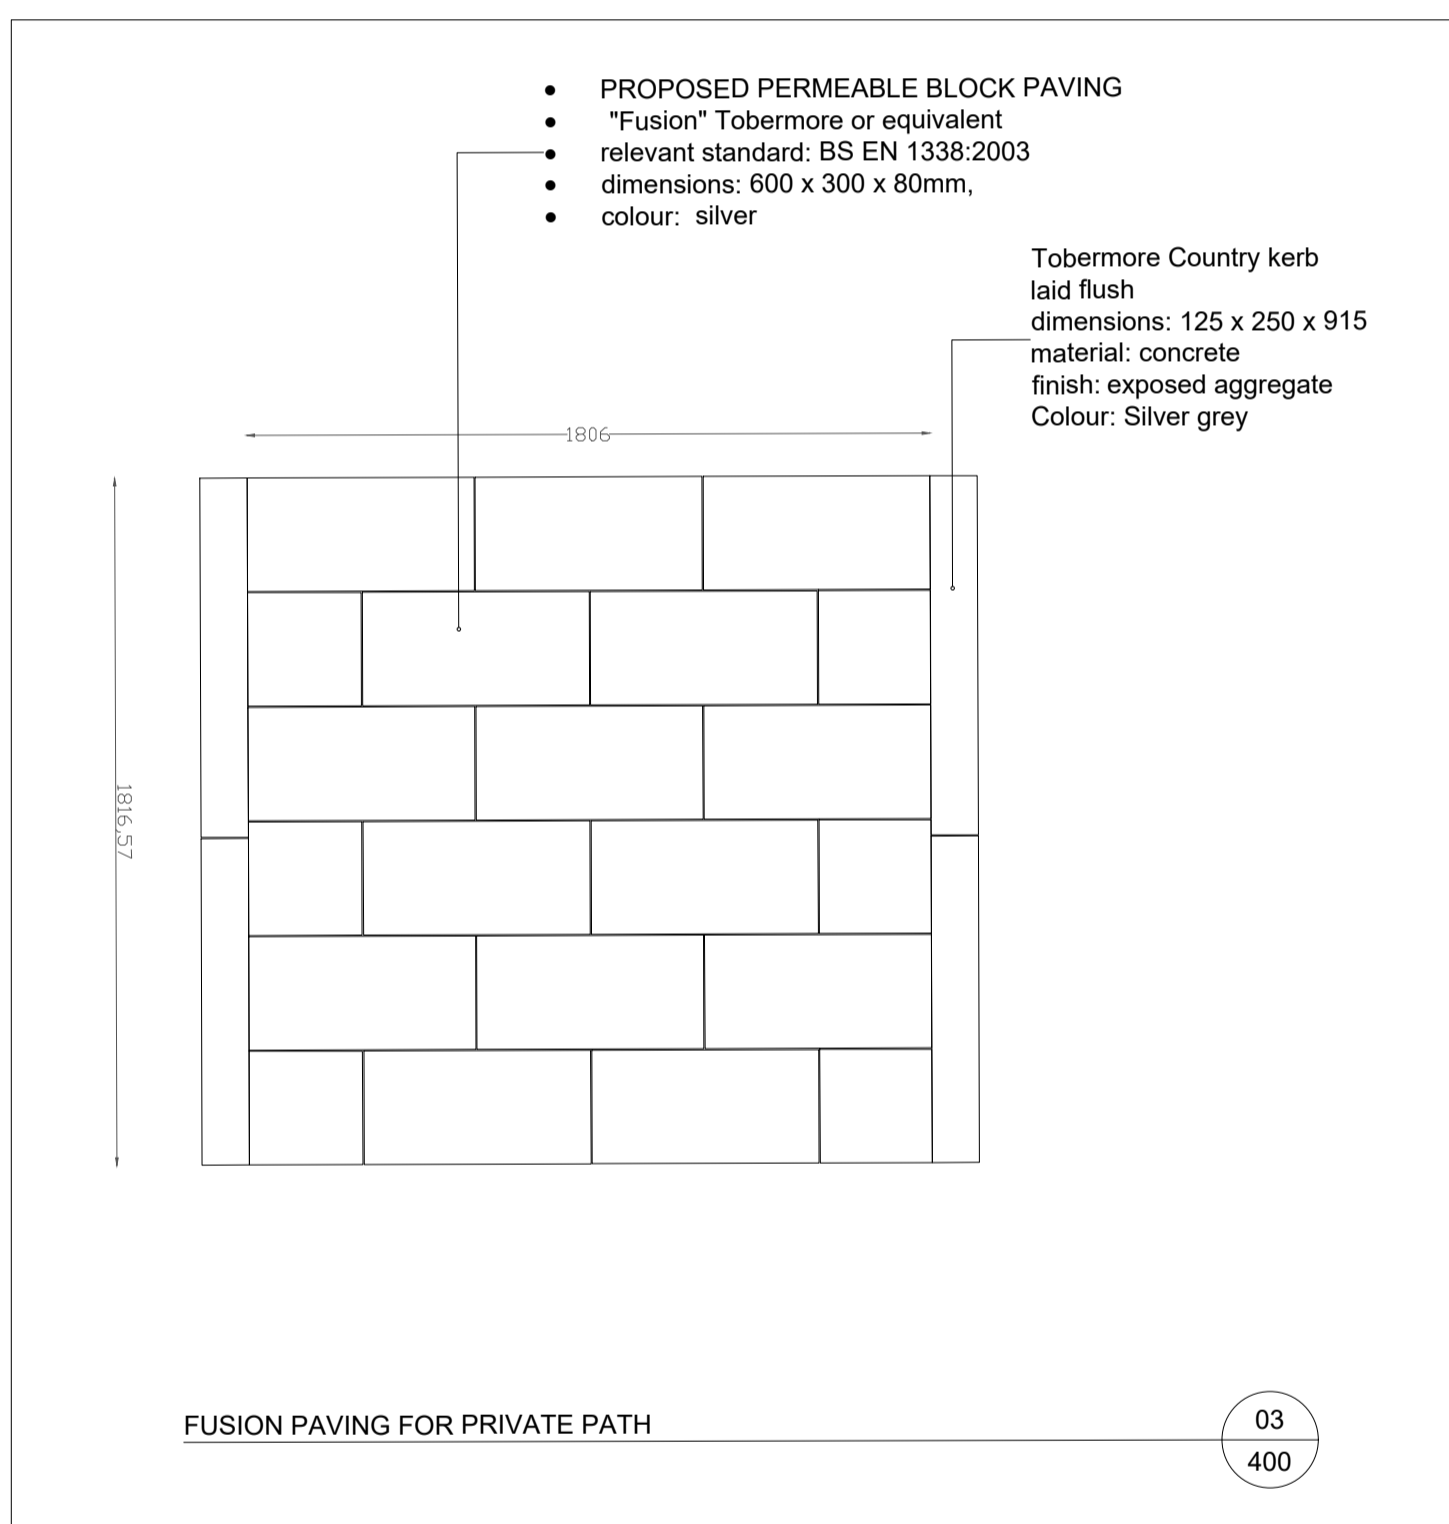 • PROPOSED PERMEABLE BLOCK PAVING
• "Fusion" Tobermore or equivalent
• relevant standard: BS EN 1338:2003
• dimensions: 600 x 300 x 80mm,
• colour: silver
Tobermore Country kerb
laid flush
dimensions: 125 x 250 x 915
material: concrete
finish: exposed aggregate
Colour: Silver grey
1806
1816,57
FUSION PAVING FOR PRIVATE PATH
03
400